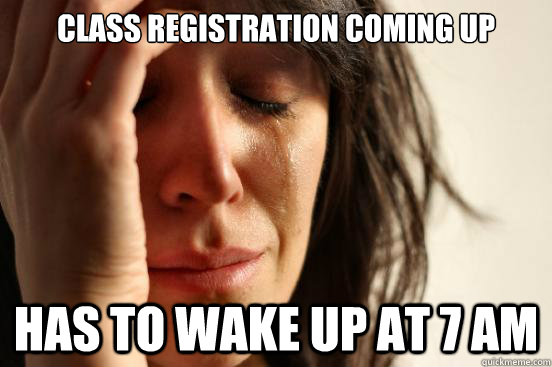 CLASS REGISTRATION COMING UP
HAS TO WAKE UP AT 7 AM
quickmeme.com